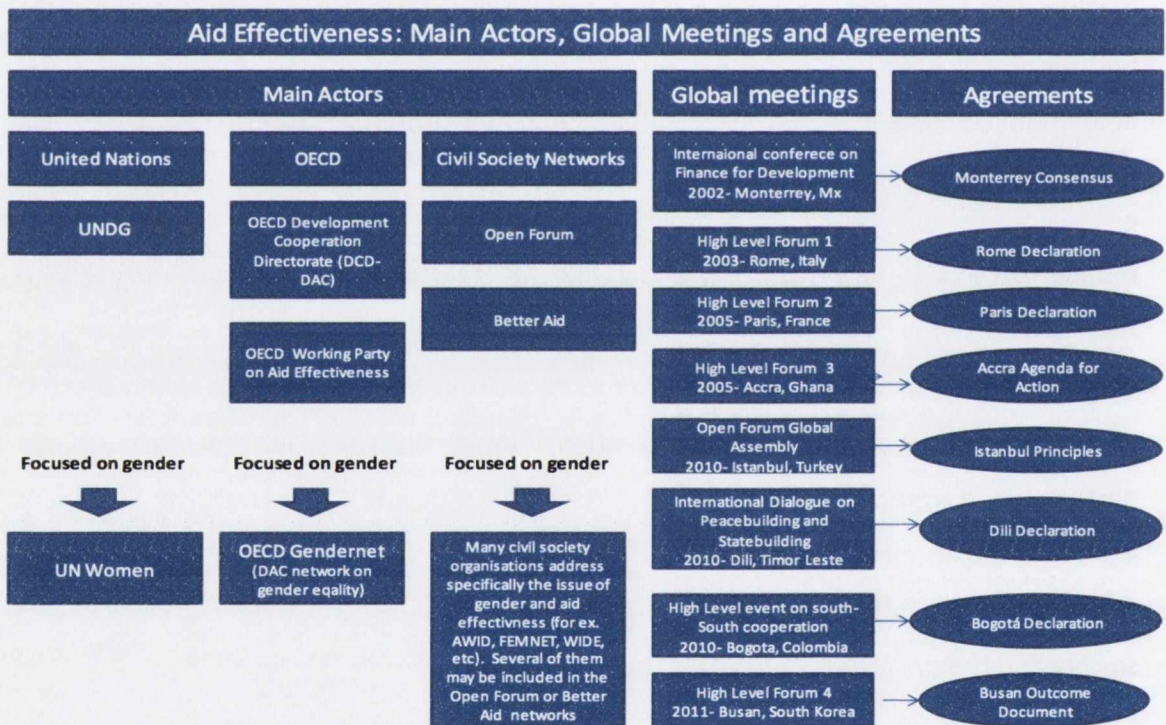 Aid Effectiveness: Main Actors, Global Meetings and Agreements
Main Actors
Global meetings
Agreements
United Nations
OECD
Civil Society Networks
UNDG
OECD Development
Cooperation
Directorate (DCD-
DAC)
Open Forum
OECD Working Party
on Aid Effectiveness
Better Aid
Focused on gender
Focused on gender
Focused on gender
UN Women
OECD Gendernet
(DAC network on
gender eqality)
Many civil society
organisations address
specifically the issue of
gender and aid
effectivness (for ex.
AWID, FEMNET, WIDE,
etc). Several of them
may be included in the
Open Forum or Better
Aid networks
Internaional conferece on
Finance for Development
2002- Monterrey, Mx
Monterrey Consensus
High Level Forum 1
2003- Rome, Italy
Rome Declaration
High Level Forum 2
2005- Paris, France
Paris Declaration
High Level Forum 3
2005- Accra, Ghana
Accra Agenda for
Action
Open Forum Global
Assembly
2010- Istanbul, Turkey
Istanbul Principles
International Dialogue on
Peacebuilding and
Statebuilding
2010- Dili, Timor Leste
Dili Declaration
High Level event on south-
South cooperation
2010- Bogota, Colombia
Bogotá Declaration
High Level Forum 4
2011- Busan, South Korea
Busan Outcome
Document